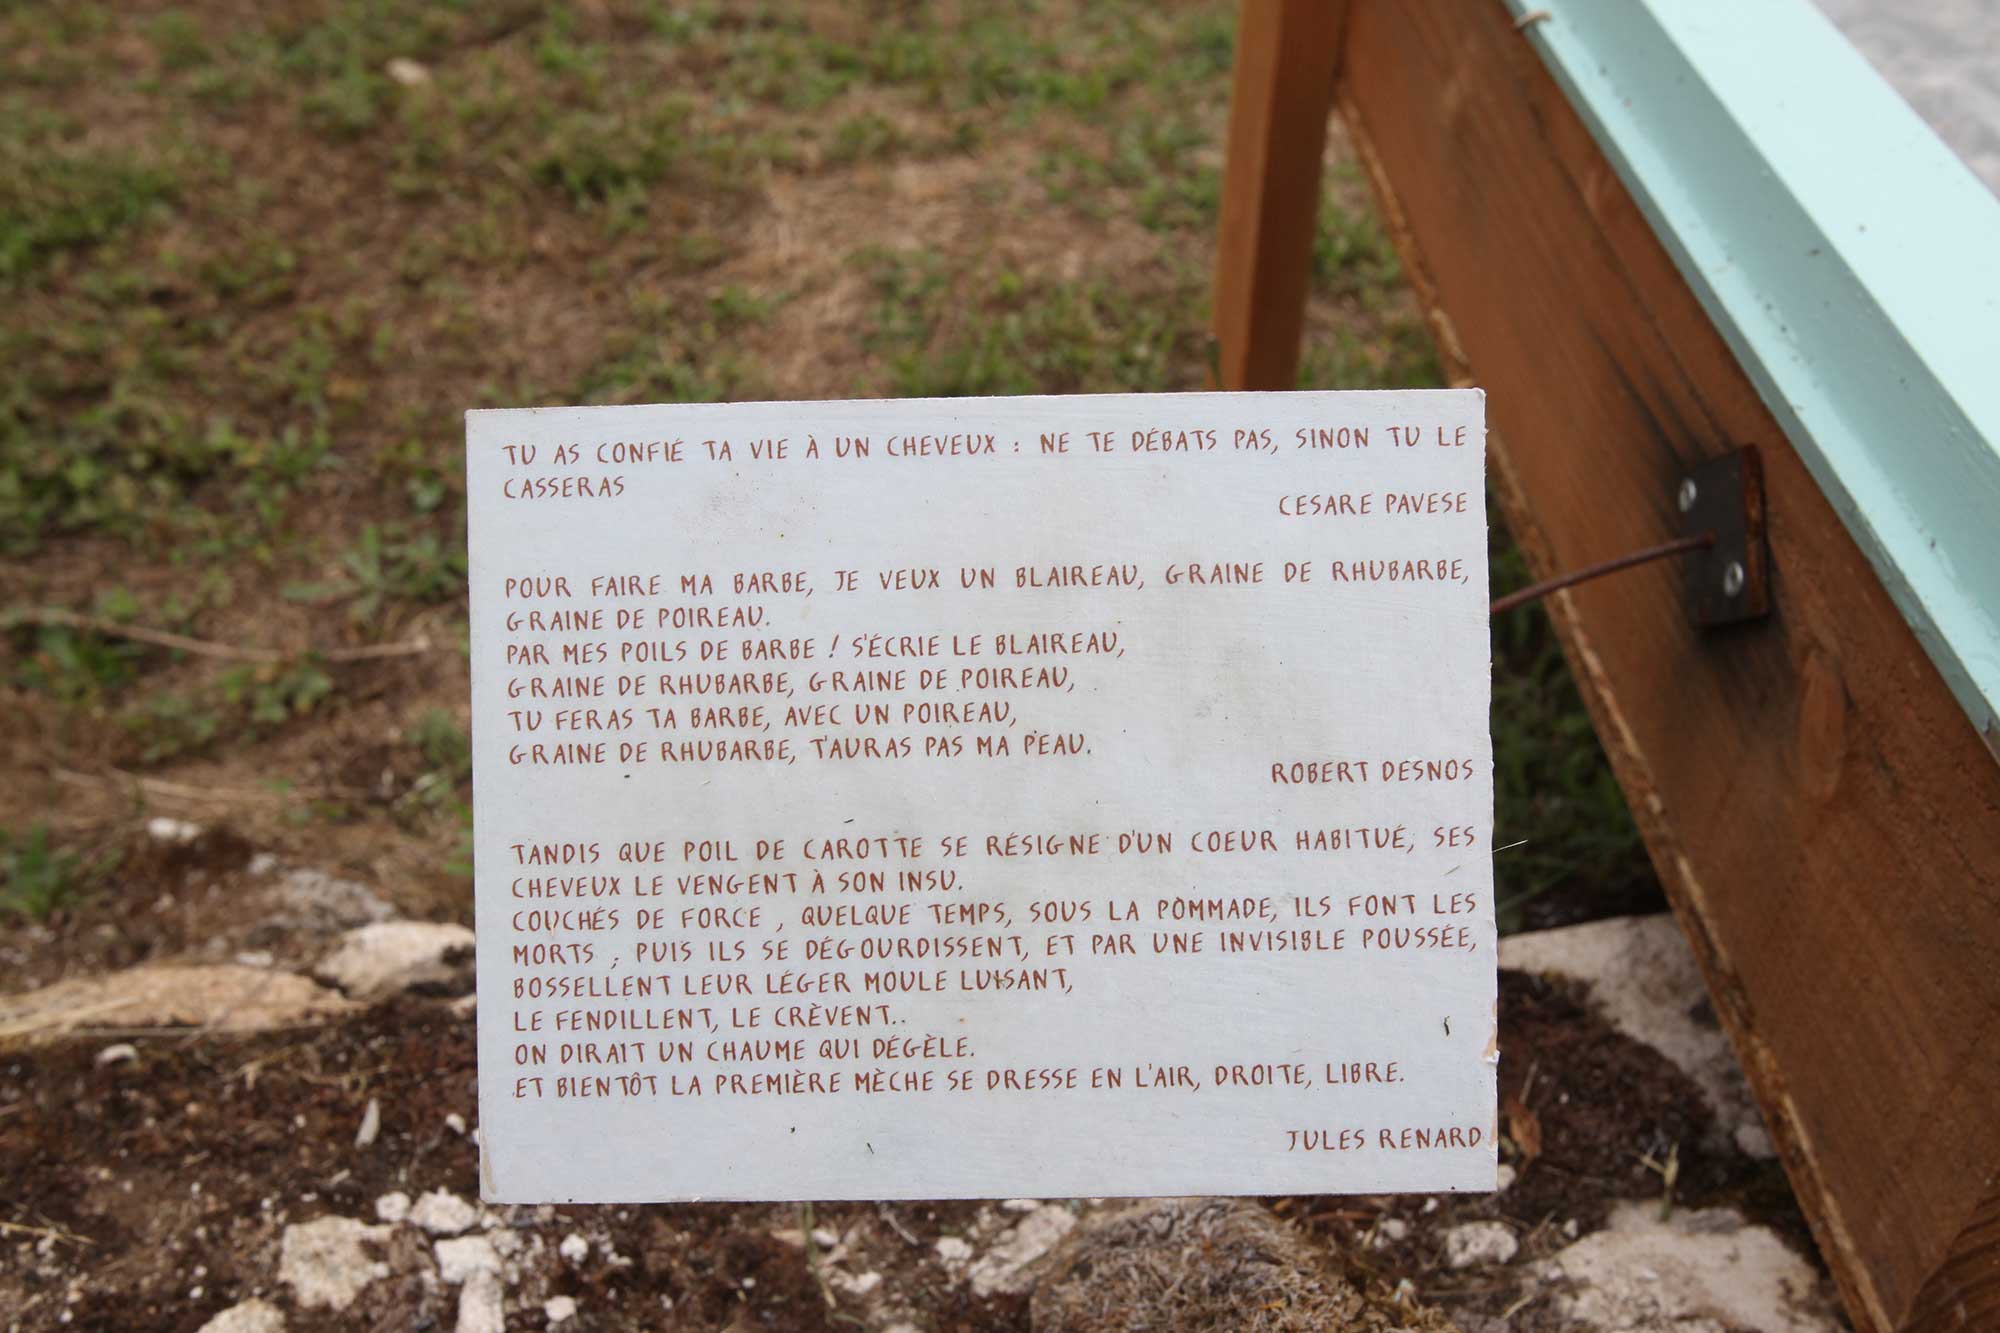 TU AS CONFIÉ TA VIE À UN CHEVEUX : NE TE DÉBATS PAS, SINON TU LE
CASSERAS
CESARE PAVESE
POUR FAIRE MA BARBE, JE VEUX UN BLAIREAU, GRAINE DE RHUBARBE,
GRAINE DE POIREAU.
PAR MES POILS DE BARBE ! S'ÉCRIE LE BLAIREAU,
GRAINE DE RHUBARBE, GRAINE DE POIREAU,
TU FERAS TA BARBE, AVEC UN POIREAU,
GRAINE DE RHUBARBE, T'AURAS PAS MA PEAU.
ROBERT DESNOS
TANDIS QUE POIL DE CAROTTE SE RÉSIGNE D'UN COEUR HABITUÉ, SES
CHEVEUX LE VENGENT À SON INSU.
COUCHÉS DE FORCE , QUELQUE TEMPS, SOUS LA POMMADE, ILS FONT LES
MORTS ; PUIS ILS SE DÉGOURDISSENT, ET PAR UNE INVISIBLE POUSSÉE,
BOSSELLENT LEUR LÉGER MOULE LUISANT,
LE FENDILLENT, LE CRÈVENT..
ON DIRAIT UN CHAUME QUI DÉGÈLE.
ET BIENTÔT LA PREMIÈRE MÈCHE SE DRESSE EN L'AIR, DROITE, LIBRE.
JULES RENARD